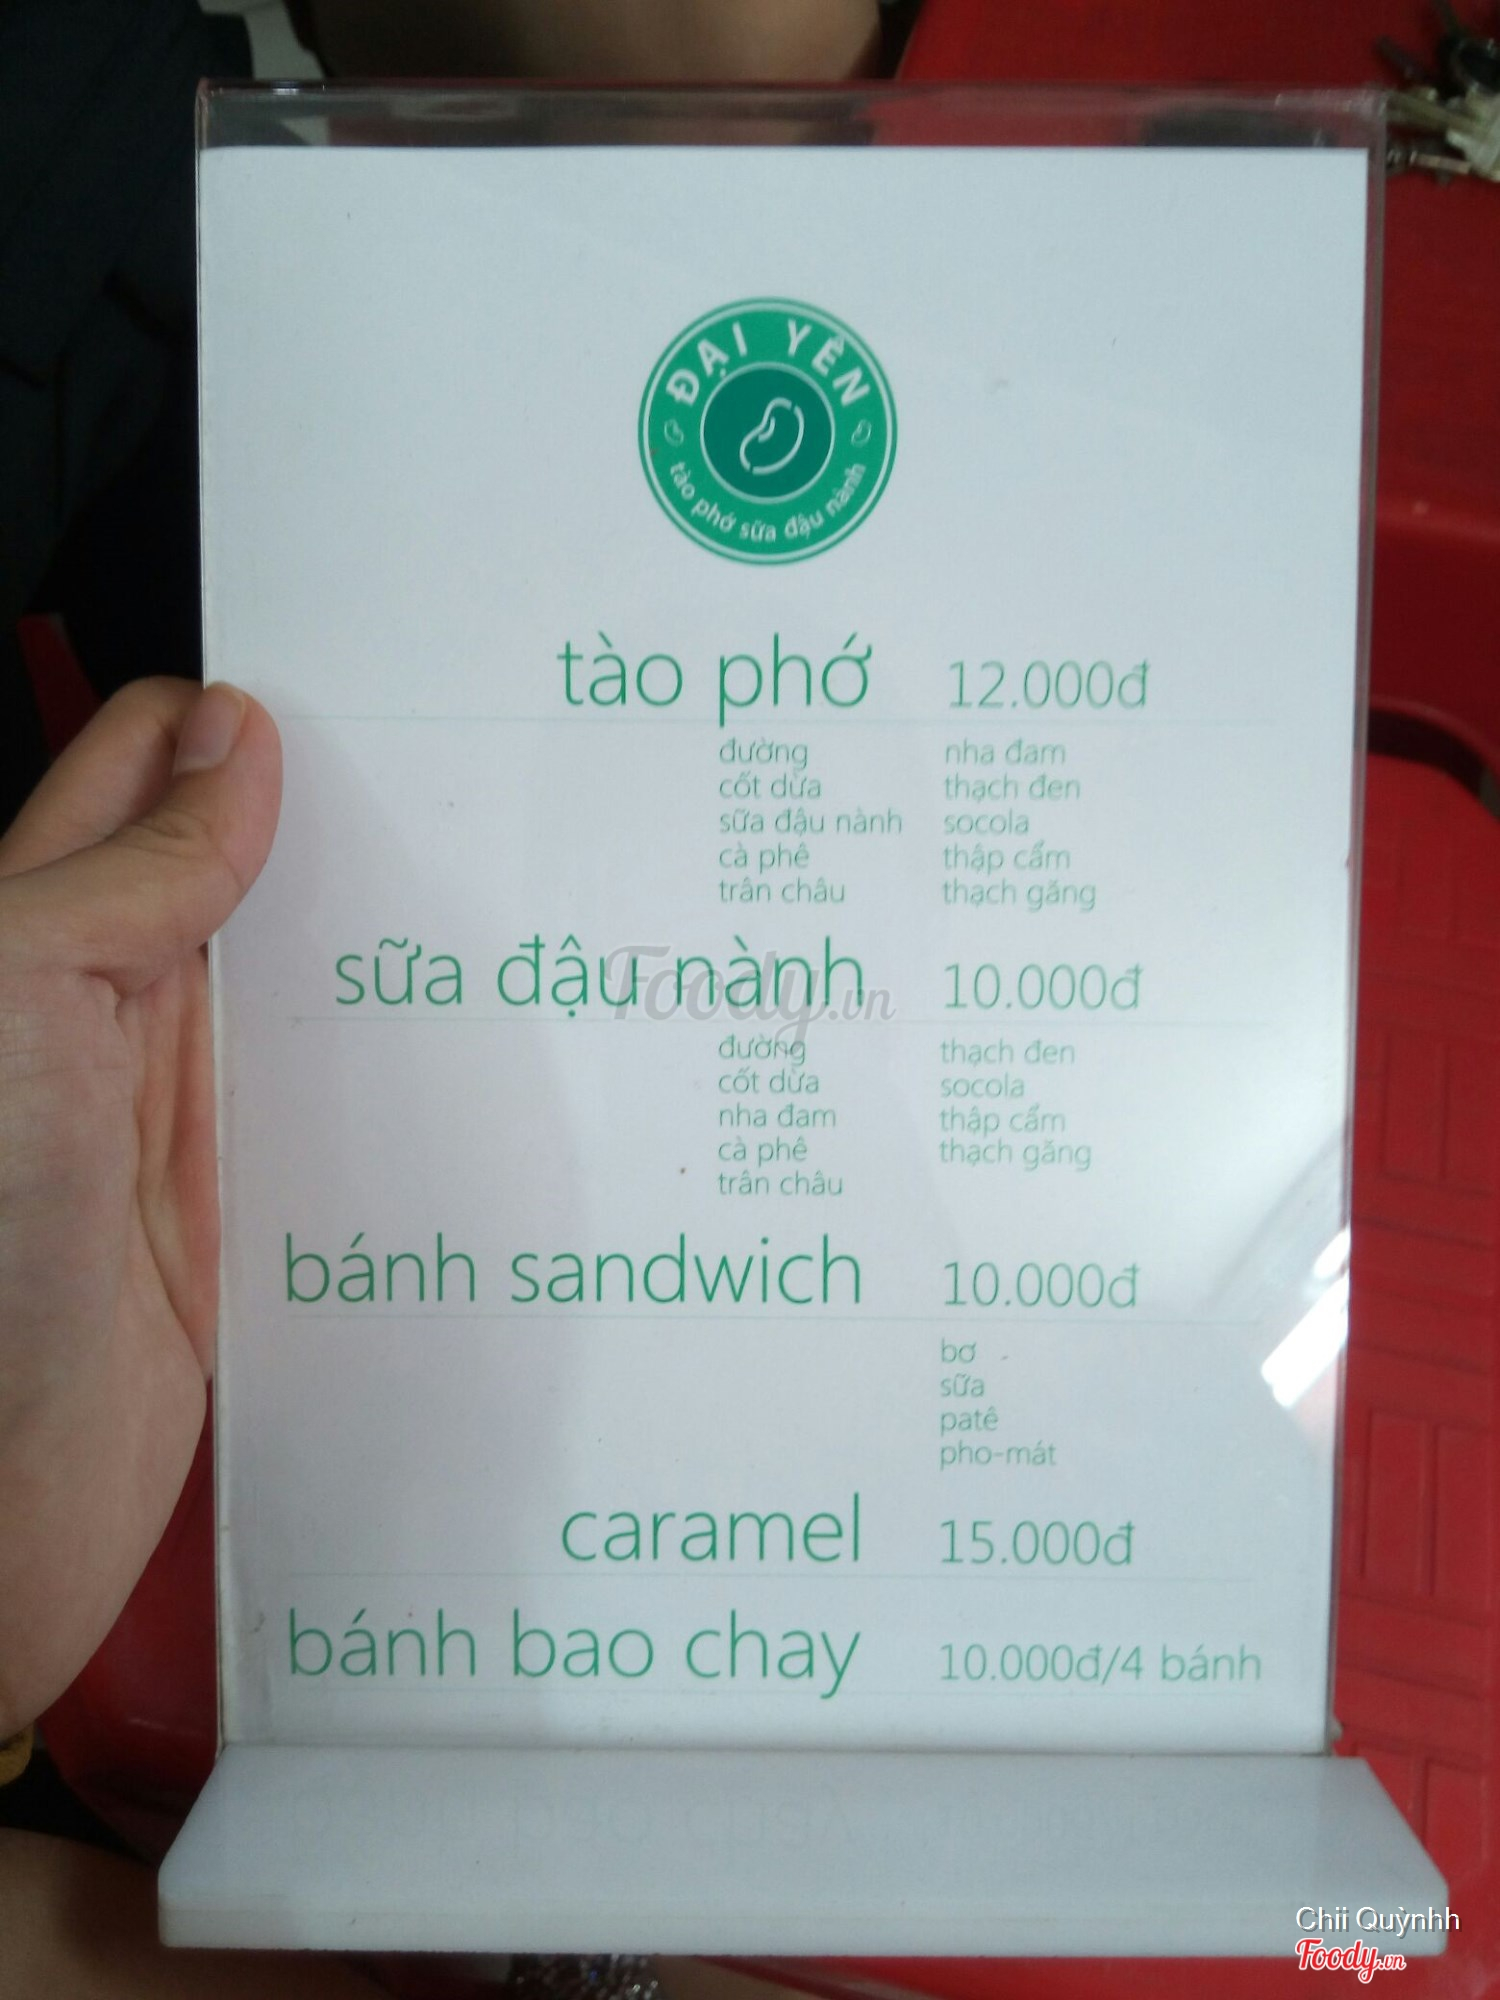 ĐẠI YÊN
tào phớ sữa đậu nành
tào phớ 12.000đ
đường nha đam
cốt dừa thạch đen
sữa đậu nành socola
cà phê thập cẩm
trân châu thạch găng
sữa đậu nành 10.000đ
Foody.vn
đường thạch đen
cốt dừa socola
nha đam thập cẩm
cà phê thạch găng
trân châu
bánh sandwich 10.000đ
bơ
sữa
patê
pho-mát
caramel 15.000đ
bánh bao chay 10.000đ/4 bánh
Chii Quỳnhh
Foody.vn